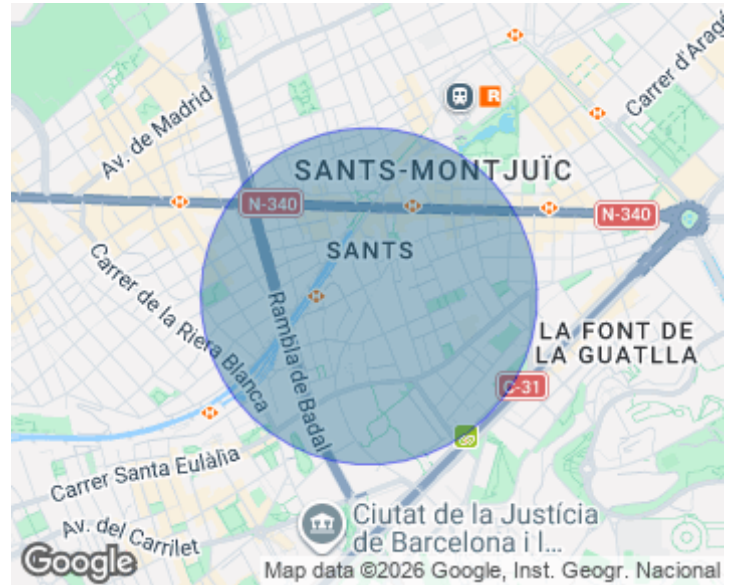 Carrer d'Aragó
R
Av. de Madrid
SANTS-MONTJUÏC
N-340
N-340
SANTS
Carrer de la Riera Blanca
Rambla de Badal
LA FONT DE
LA GUATLLA
C-31
Carrer Santa Eulàlia
Av. del Carrilet
Ciutat de la Justícia
de Barcelona i l...
Google
Map data ©2026 Google, Inst. Geogr. Nacional